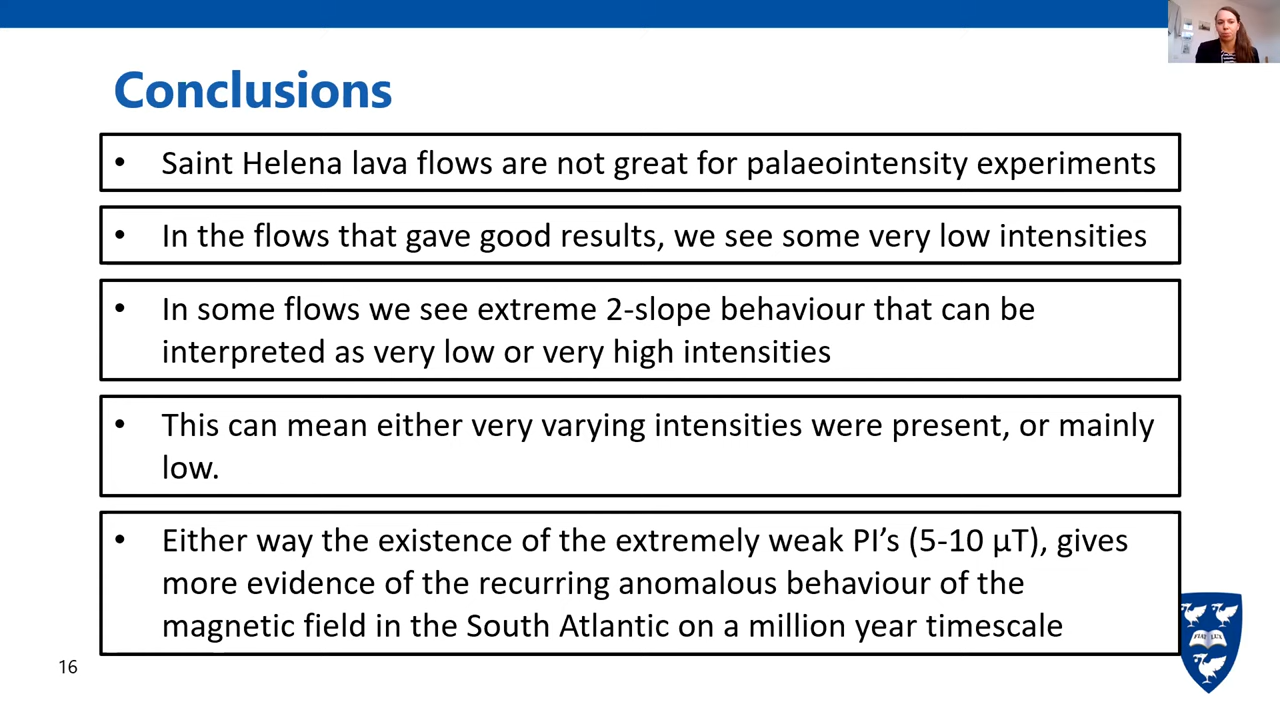 Conclusions
• Saint Helena lava flows are not great for palaeointensity experiments
• In the flows that gave good results, we see some very low intensities
• In some flows we see extreme 2-slope behaviour that can be
interpreted as very low or very high intensities
• This can mean either very varying intensities were present, or mainly
low.
• Either way the existence of the extremely weak PI’s (5-10 µT), gives
more evidence of the recurring anomalous behaviour of the
magnetic field in the South Atlantic on a million year timescale
FIAT LUX
16